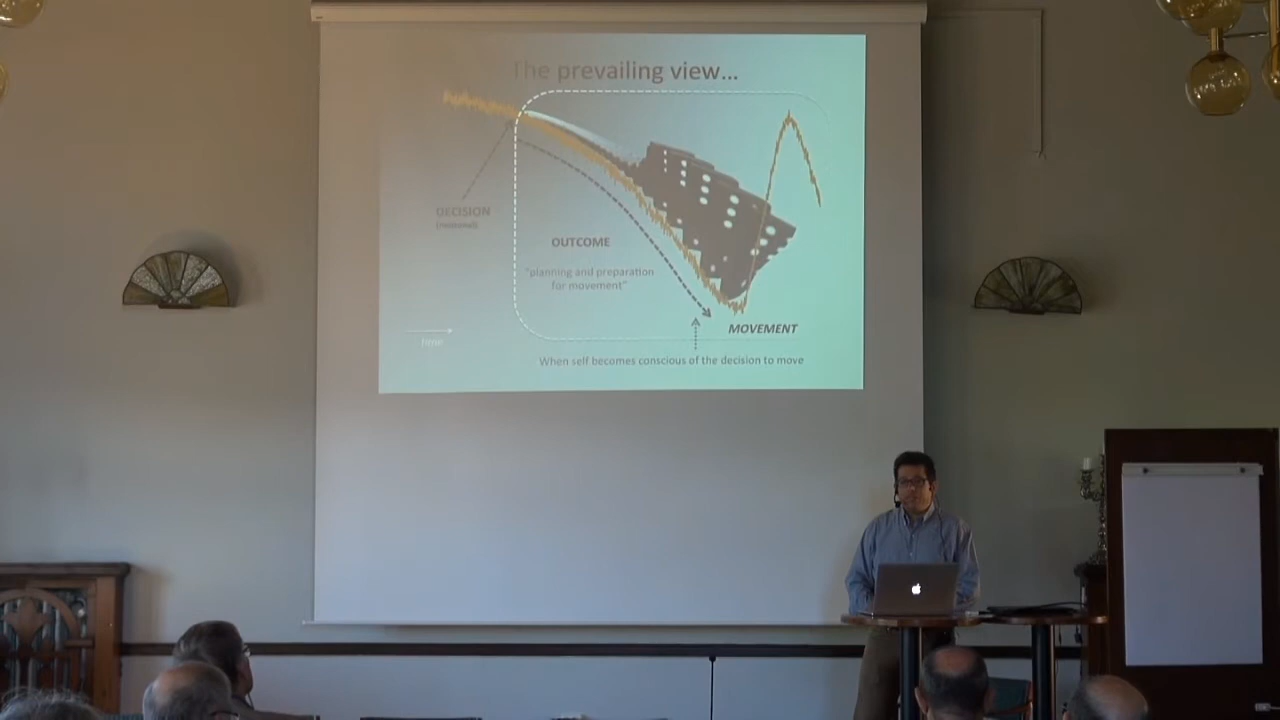 The prevailing view...
DECISION
OUTCOME
"planning and preparation
for movement"
MOVEMENT
time
When self becomes conscious of the decision to move